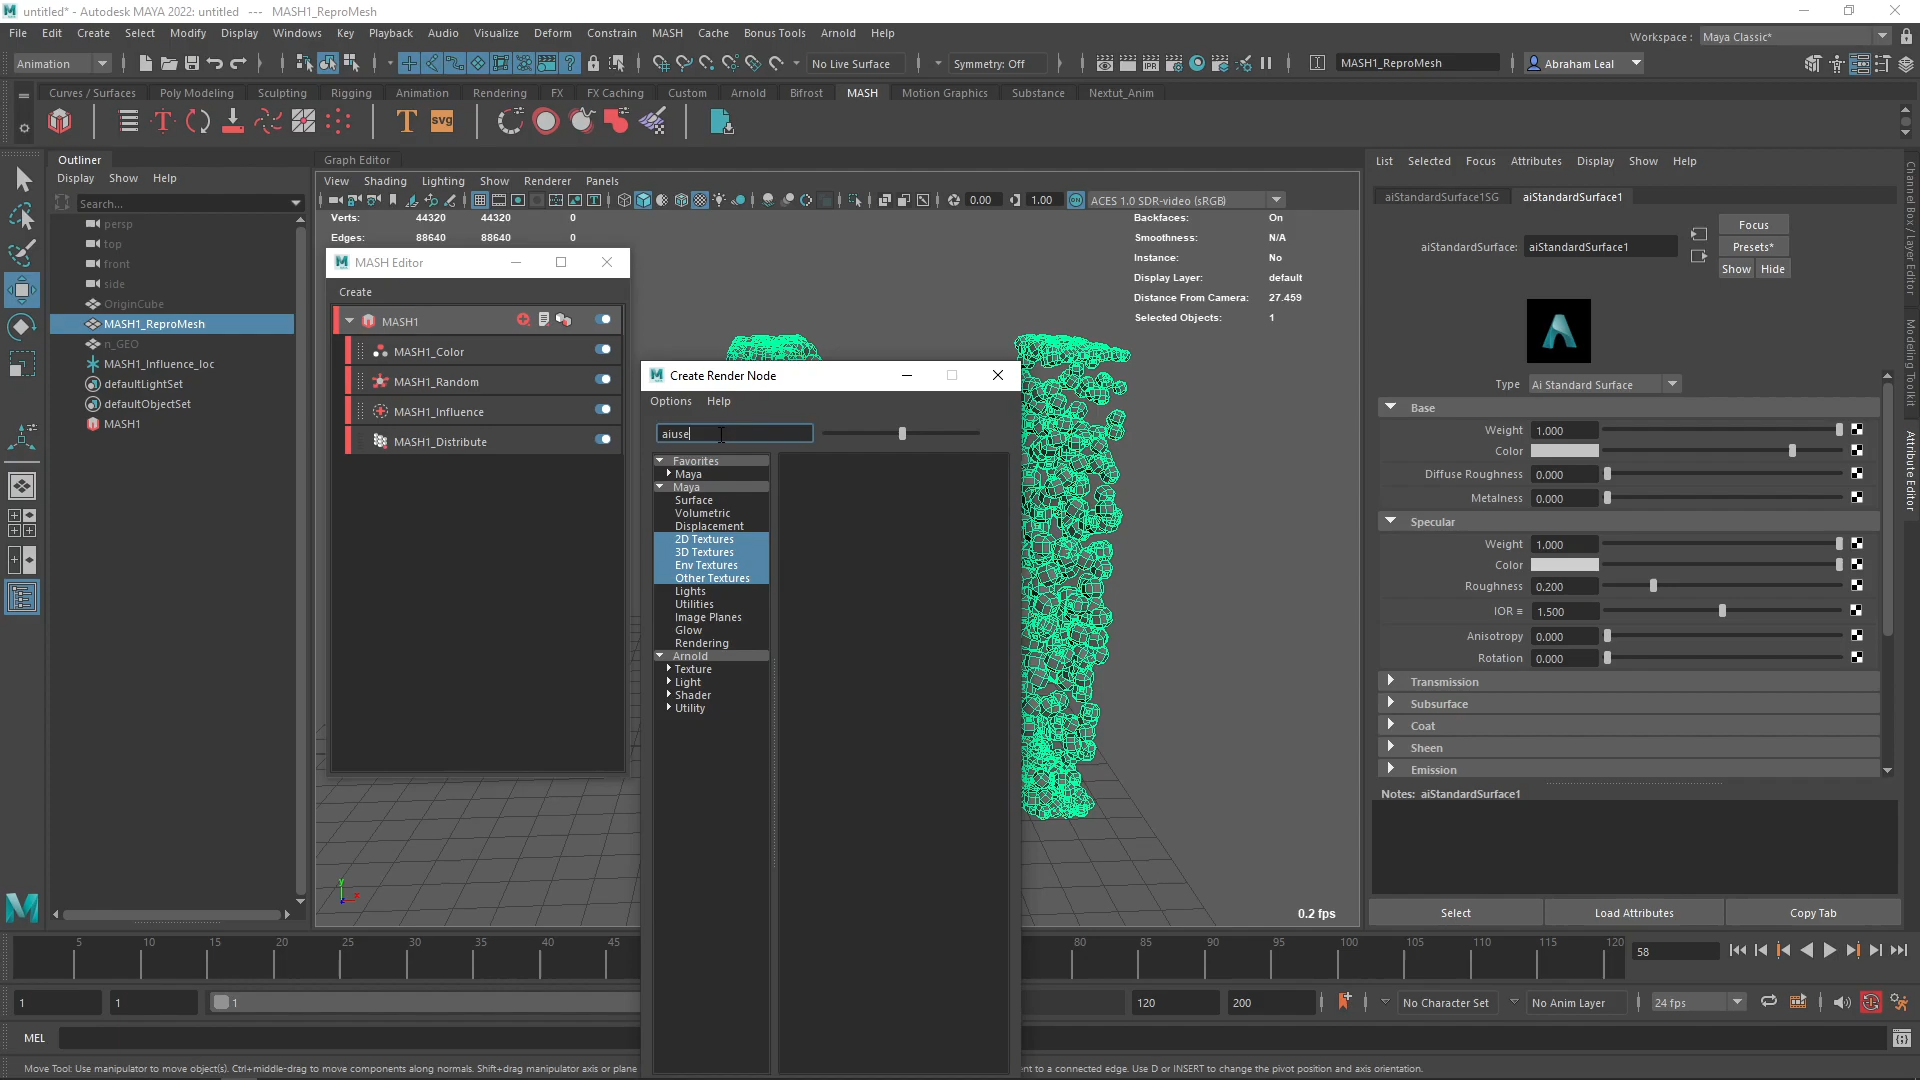 untitled* - Autodesk MAYA 2022: untitled --- MASH1_ReproMesh
File Edit Create Select Modify Display Windows Key Playback Audio Visualize Deform Constrain MASH Cache Bonus Tools Arnold Help
Workspace : Maya Classic*
Animation
No Live Surface
Symmetry: Off
MASH1_ReproMesh
Abraham Leal
Curves / Surfaces Poly Modeling Sculpting Rigging Animation Rendering FX FX Caching Custom Arnold Bifrost MASH Motion Graphics Substance Nextut_Anim
T T svg
Outliner
Display Show Help
Search...
persp
top
front
side
OriginCube
MASH1_ReproMesh
n_GEO
MASH1_Influence_loc
defaultLightSet
defaultObjectSet
MASH1
Graph Editor
View Shading Lighting Show Renderer Panels
0.00 1.00 ACES 1.0 SDR-video (sRGB)
Verts: 44320 44320 0
Edges: 88640 88640 0
Backfaces: On
Smoothness: N/A
Instance: No
Display Layer: default
Distance From Camera: 27.459
Selected Objects: 1
MASH Editor
Create
MASH1
MASH1_Color
MASH1_Random
MASH1_Influence
MASH1_Distribute
Create Render Node
Options Help
aiuse
Favorites
Maya
Maya
Surface
Volumetric
Displacement
2D Textures
3D Textures
Env Textures
Other Textures
Lights
Utilities
Image Planes
Glow
Rendering
Arnold
Texture
Light
Shader
Utility
0.2 fps
List Selected Focus Attributes Display Show Help
aiStandardSurface1SG aiStandardSurface1
aiStandardSurface: aiStandardSurface1
Focus
Presets*
Show Hide
Type Ai Standard Surface
Base
Weight 1.000
Color
Diffuse Roughness 0.000
Metalness 0.000
Specular
Weight 1.000
Color
Roughness 0.200
IOR = 1.500
Anisotropy 0.000
Rotation 0.000
Transmission
Subsurface
Coat
Sheen
Emission
Notes: aiStandardSurface1
Select Load Attributes Copy Tab
Channel Box / Layer Editor
Modeling Toolkit
Attribute Editor
5 10 15 20 25 30 35 40 45 80 85 90 95 100 105 110 115 120
58
1 1 1 120 200
No Character Set
No Anim Layer
24 fps
MEL
Move Tool: Use manipulator to move object(s). Ctrl+middle-drag to move components along normals. Shift+drag manipulator axis or plane
nt to a connected edge. Use D or INSERT to change the pivot position and axis orientation.